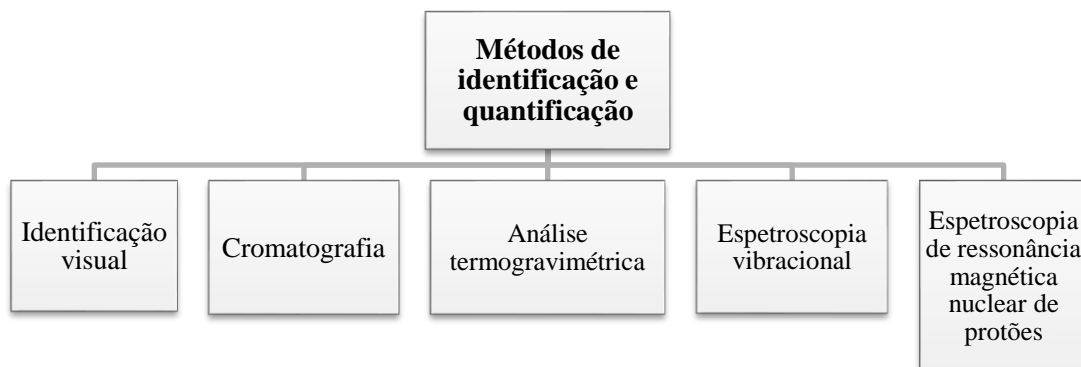 Métodos de
identificação e
quantificação
Identificação
visual
Cromatografia
Análise
termogravimétrica
Espetroscopia
vibracional
Espetroscopia
de ressonância
magnética
nuclear de
protões